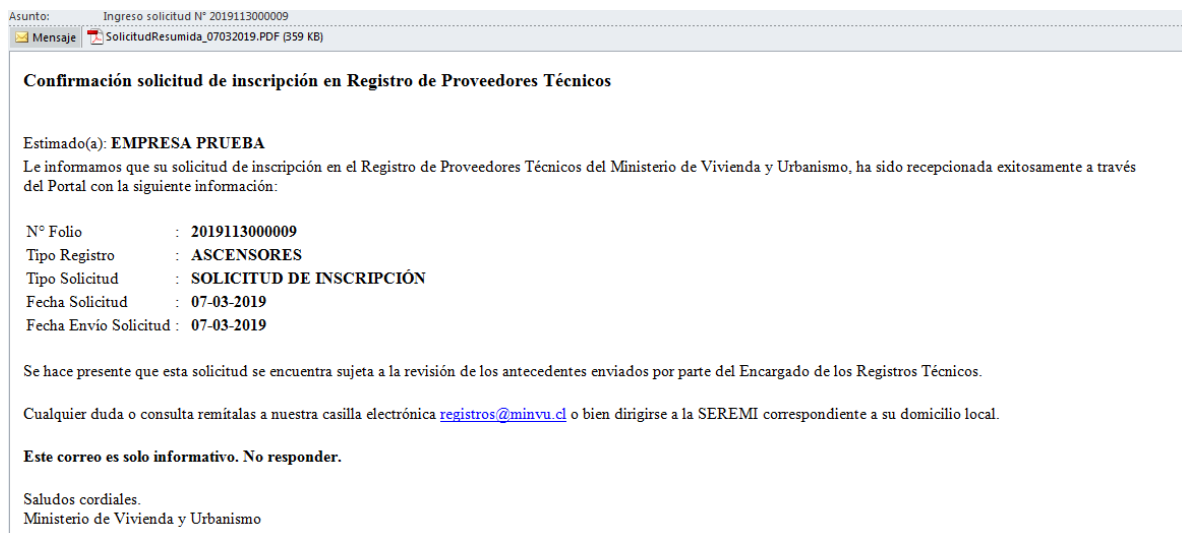 Asunto: Ingreso solicitud N° 2019113000009
Mensaje SolicitudResumida_07032019.PDF (359 KB)
Confirmación solicitud de inscripción en Registro de Proveedores Técnicos
Estimado(a): EMPRESA PRUEBA
Le informamos que su solicitud de inscripción en el Registro de Proveedores Técnicos del Ministerio de Vivienda y Urbanismo, ha sido recepcionada exitosamente a través
del Portal con la siguiente información:
N° Folio : 2019113000009
Tipo Registro : ASCENSORES
Tipo Solicitud : SOLICITUD DE INSCRIPCIÓN
Fecha Solicitud : 07-03-2019
Fecha Envío Solicitud : 07-03-2019
Se hace presente que esta solicitud se encuentra sujeta a la revisión de los antecedentes enviados por parte del Encargado de los Registros Técnicos.
Cualquier duda o consulta remítalas a nuestra casilla electrónica registros@minvu.cl o bien dirigirse a la SEREMI correspondiente a su domicilio local.
Este correo es solo informativo. No responder.
Saludos cordiales.
Ministerio de Vivienda y Urbanismo